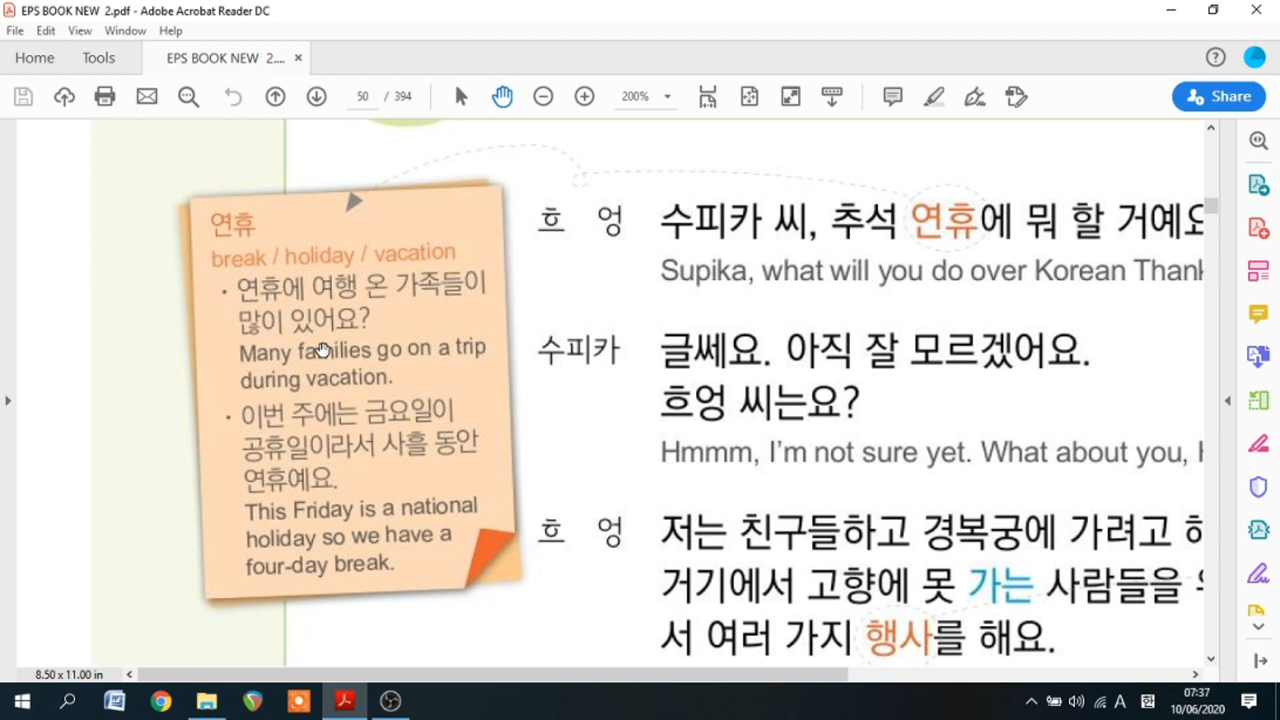 EPS BOOK NEW 2.pdf - Adobe Acrobat Reader DC
File Edit View Window Help
Home Tools EPS BOOK NEW 2....
50 / 394 200% Share
연휴
break / holiday / vacation
· 연휴에 여행 온 가족들이
많이 있어요?
Many families go on a trip
during vacation.
· 이번 주에는 금요일이
공휴일이라서 사흘 동안
연휴예요.
This Friday is a national
holiday so we have a
four-day break.
흐 엉 수피카 씨, 추석 연휴에 뭐 할 거예요
Supika, what will you do over Korean Thank
수피카 글쎄요. 아직 잘 모르겠어요.
흐엉 씨는요?
Hmmm, I'm not sure yet. What about you,
흐 엉 저는 친구들하고 경복궁에 가려고
거기에서 고향에 못 가는 사람들을
서 여러 가지 행사를 해요.
8.50 x 11.00 in
A 한 07:37
10/06/2020